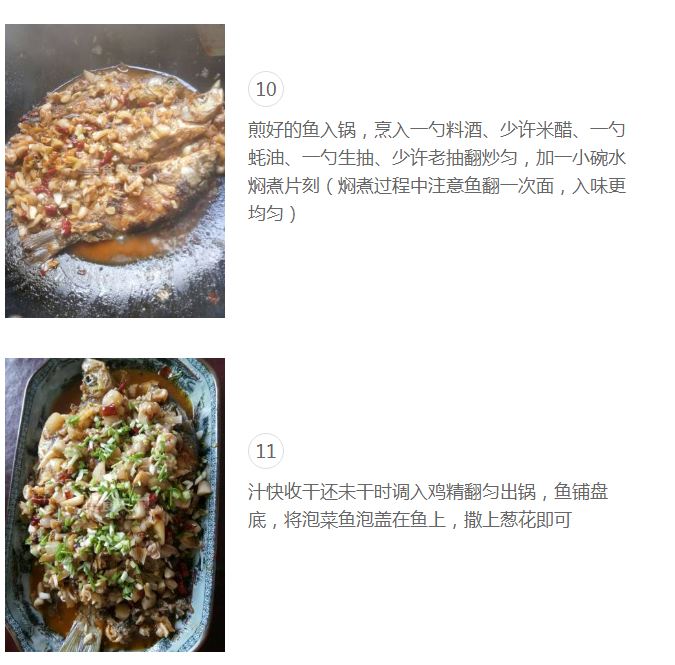 10
煎好的鱼入锅，烹入一勺料酒、少许米醋、一勺
蚝油、一勺生抽、少许老抽翻炒匀，加一小碗水
焖煮片刻（焖煮过程中注意鱼翻一次面，入味更
均匀）
11
汁快收干还未干时调入鸡精翻匀出锅，鱼铺盘
底，将泡菜鱼泡盖在鱼上，撒上葱花即可